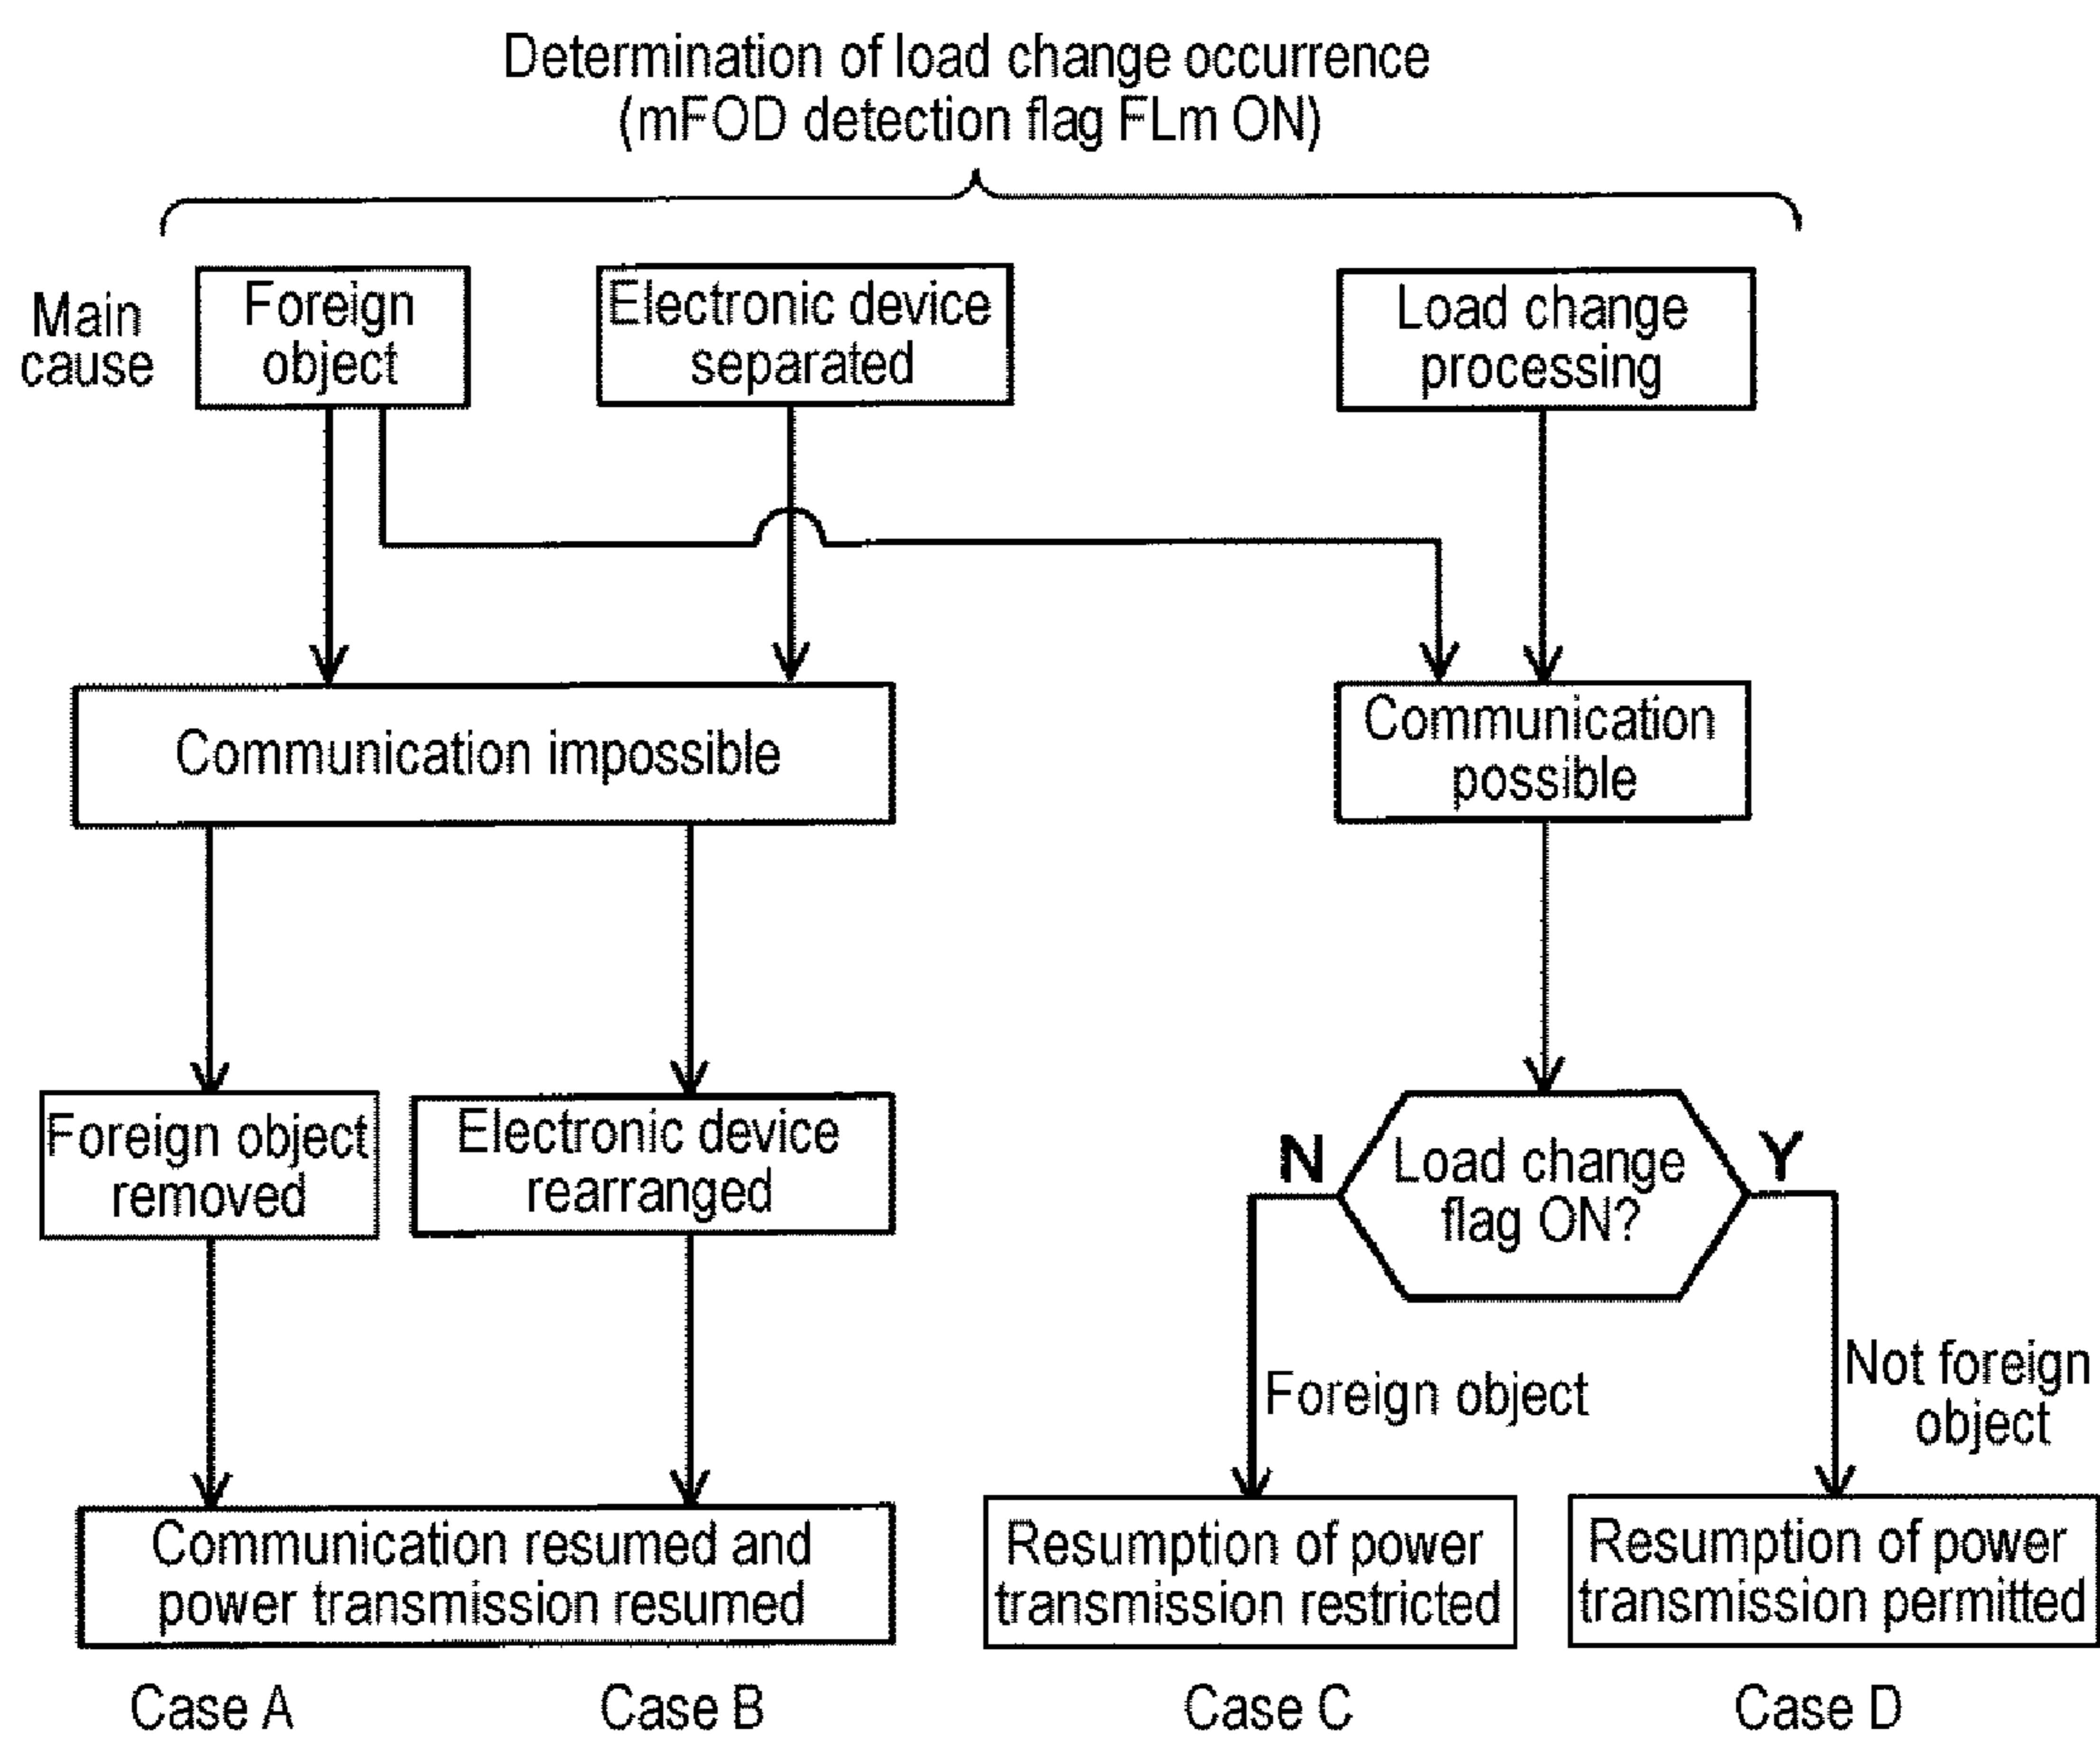 Determination of load change occurrence
(mFOD detection flag FLm ON)
Main
cause
Foreign
object
Electronic device
separated
Load change
processing
Communication impossible
Communication
possible
Foreign object
removed
Electronic device
rearranged
N
Load change
flag ON?
Y
Foreign object
Not foreign
object
Communication resumed and
power transmission resumed
Resumption of power
transmission restricted
Resumption of power
transmission permitted
Case A
Case B
Case C
Case D